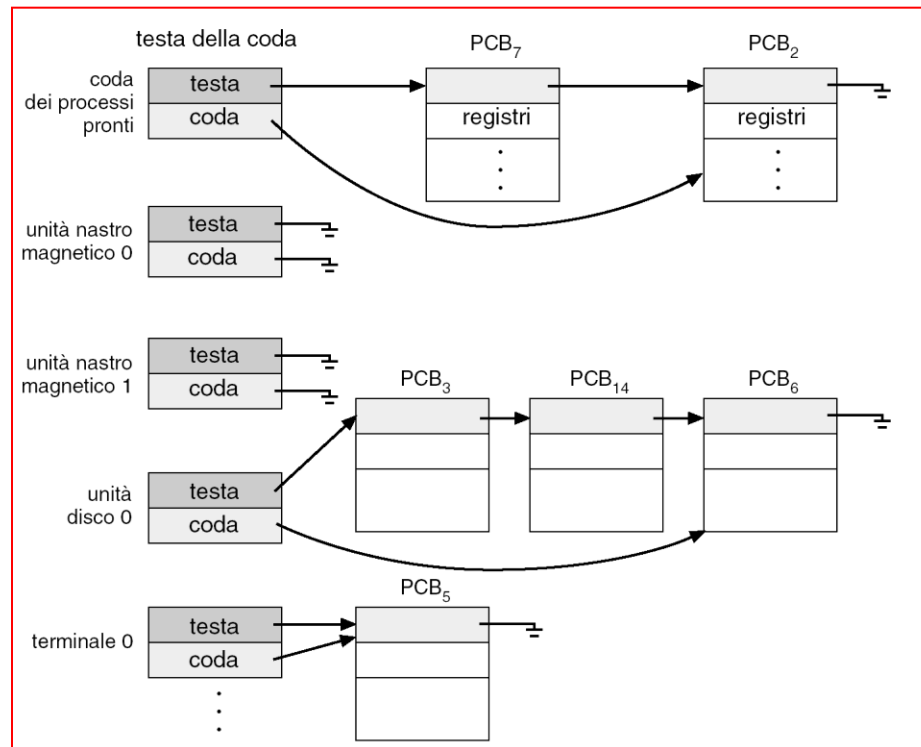 testa della coda
PCB7
PCB2
coda
dei processi
pronti
testa
coda
registri
registri
unità nastro
magnetico 0
testa
coda
unità nastro
magnetico 1
testa
coda
PCB3
PCB14
PCB6
unità
disco 0
testa
coda
PCB5
terminale 0
testa
coda